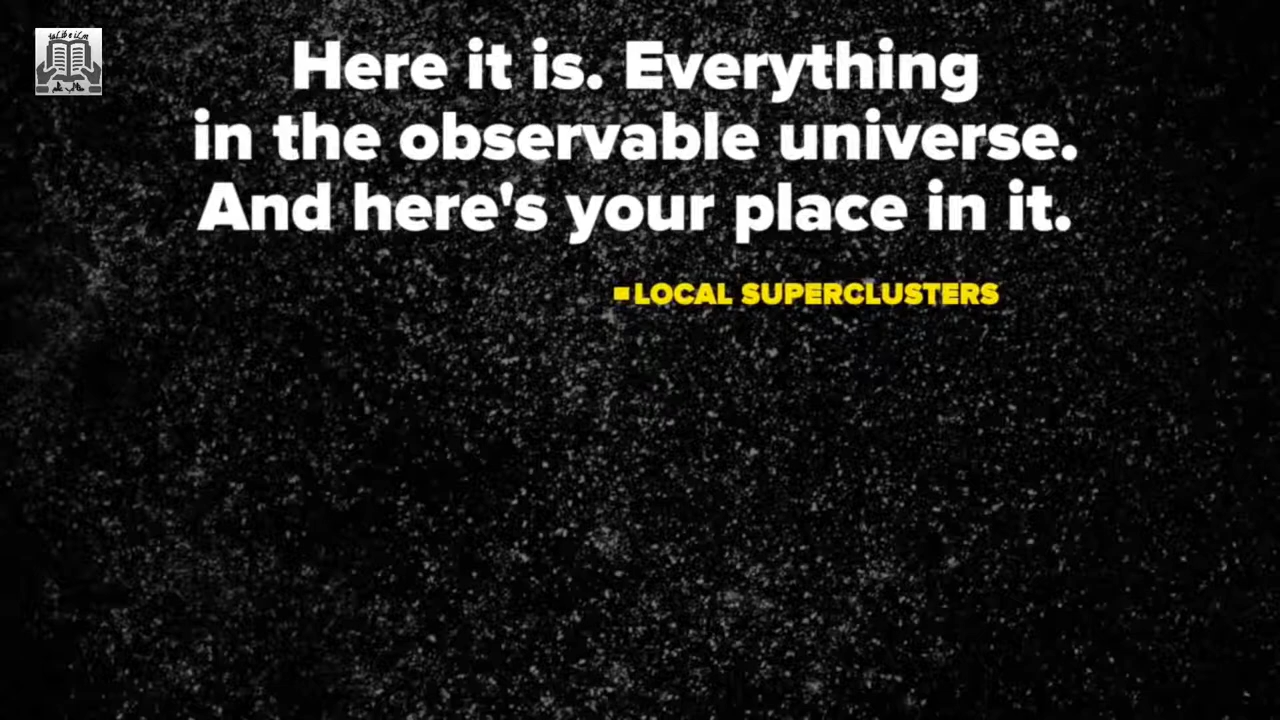 Here it is. Everything
in the observable universe.
And here's your place in it.
LOCAL SUPERCLUSTERS